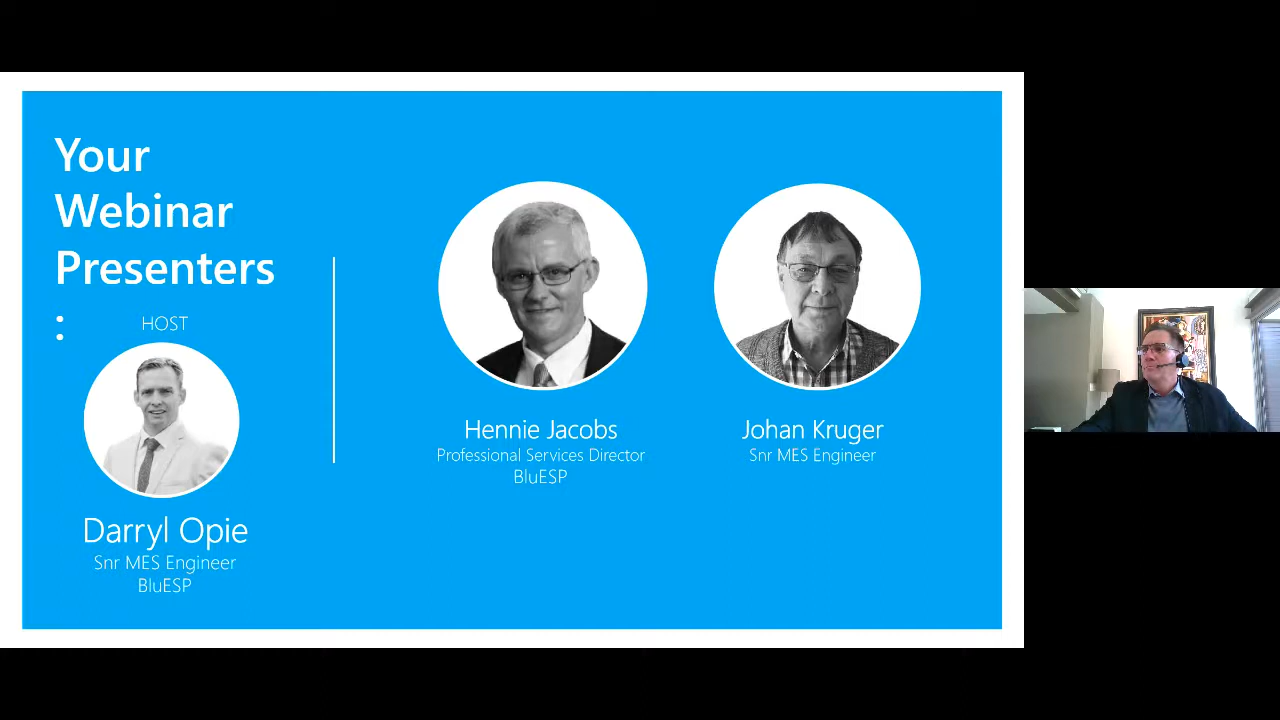 Your
Webinar
Presenters
:
HOST
Darryl Opie
Snr MES Engineer
BluESP
Hennie Jacobs
Professional Services Director
BluESP
Johan Kruger
Snr MES Engineer